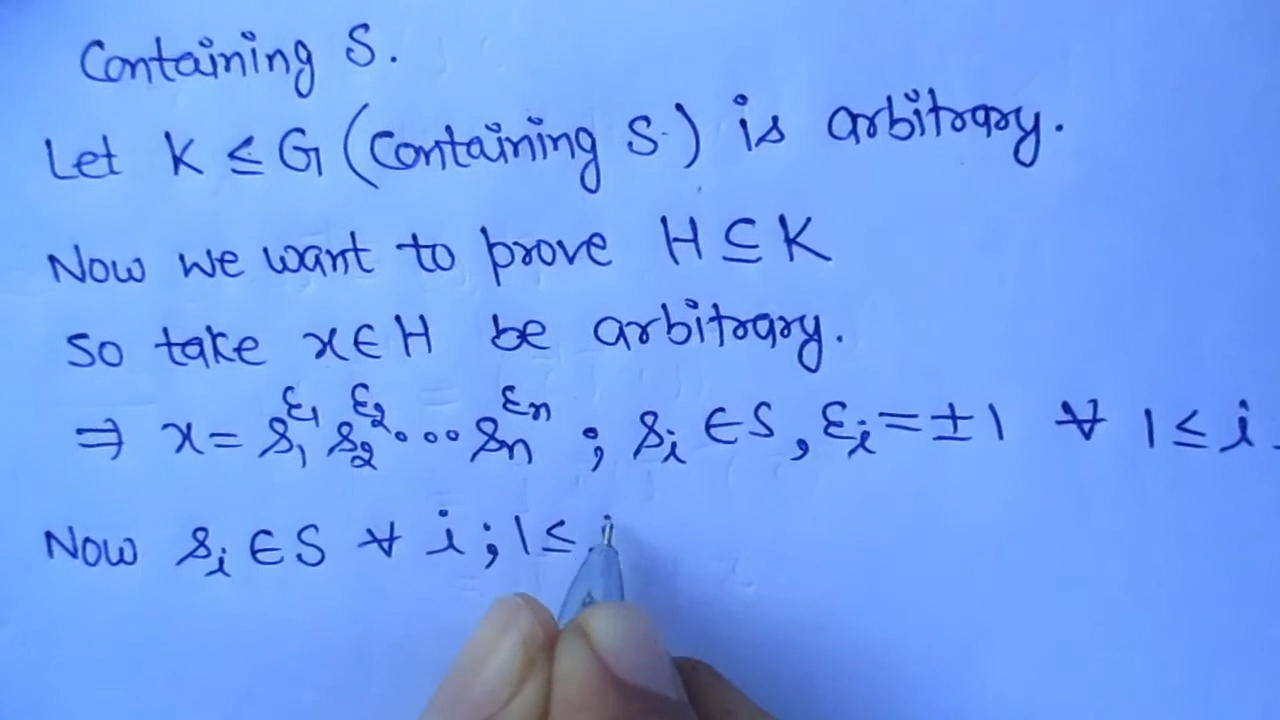 Containing S.
Let K ≤ G (Containing S.) is arbitrary.
Now we want to prove H ⊆ K
So take x ∈ H be arbitrary.
⇒ x = s₁^ε₁ s₂^ε₂ ... sₙ^εₙ ; sᵢ ∈ S, εᵢ = ±1 ∀ 1 ≤ i
Now sᵢ ∈ S ∀ i ; 1 ≤ i